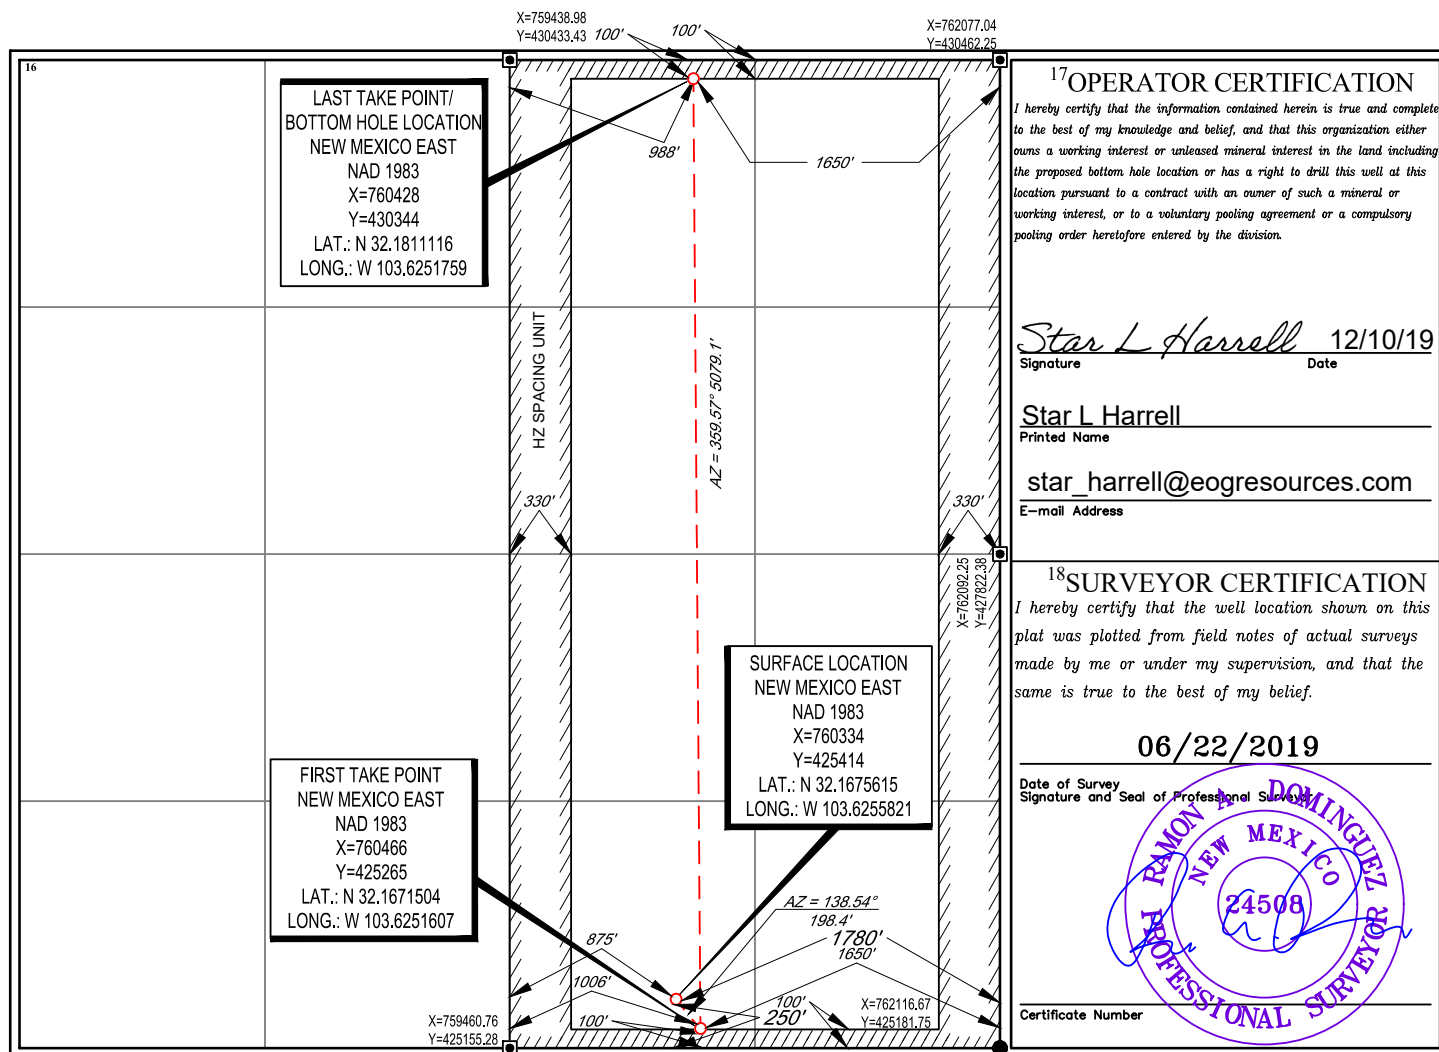 X=759438.98
Y=430433.43
100'
100'
X=762077.04
Y=430462.25
16
LAST TAKE POINT/
BOTTOM HOLE LOCATION
NEW MEXICO EAST
NAD 1983
X=760428
Y=430344
LAT.: N 32.1811116
LONG.: W 103.6251759
988'
1650'
HZ SPACING UNIT
AZ = 359.57° 5079.1'
330'
330'
X=762092.25
Y=427822.38
SURFACE LOCATION
NEW MEXICO EAST
NAD 1983
X=760334
Y=425414
LAT.: N 32.1675615
LONG.: W 103.6255821
FIRST TAKE POINT
NEW MEXICO EAST
NAD 1983
X=760466
Y=425265
LAT.: N 32.1671504
LONG.: W 103.6251607
AZ = 138.54°
198.4'
875'
1780'
1650'
1006'
100'
250'
100'
X=762116.67
Y=425181.75
X=759460.76
Y=425155.28
17OPERATOR CERTIFICATION
I hereby certify that the information contained herein is true and complete
to the best of my knowledge and belief, and that this organization either
owns a working interest or unleased mineral interest in the land including
the proposed bottom hole location or has a right to drill this well at this
location pursuant to a contract with an owner of such a mineral or
working interest, or to a voluntary pooling agreement or a compulsory
pooling order heretofore entered by the division.
Star L Harrell 12/10/19
Signature Date
Star L Harrell
Printed Name
star_harrell@eogresources.com
E-mail Address
18SURVEYOR CERTIFICATION
I hereby certify that the well location shown on this
plat was plotted from field notes of actual surveys
made by me or under my supervision, and that the
same is true to the best of my belief.
06/22/2019
Date of Survey
Signature and Seal of Professional Surveyor:
RAMON A. DOMINGUEZ
NEW MEXICO
24508
PROFESSIONAL SURVEYOR
Certificate Number